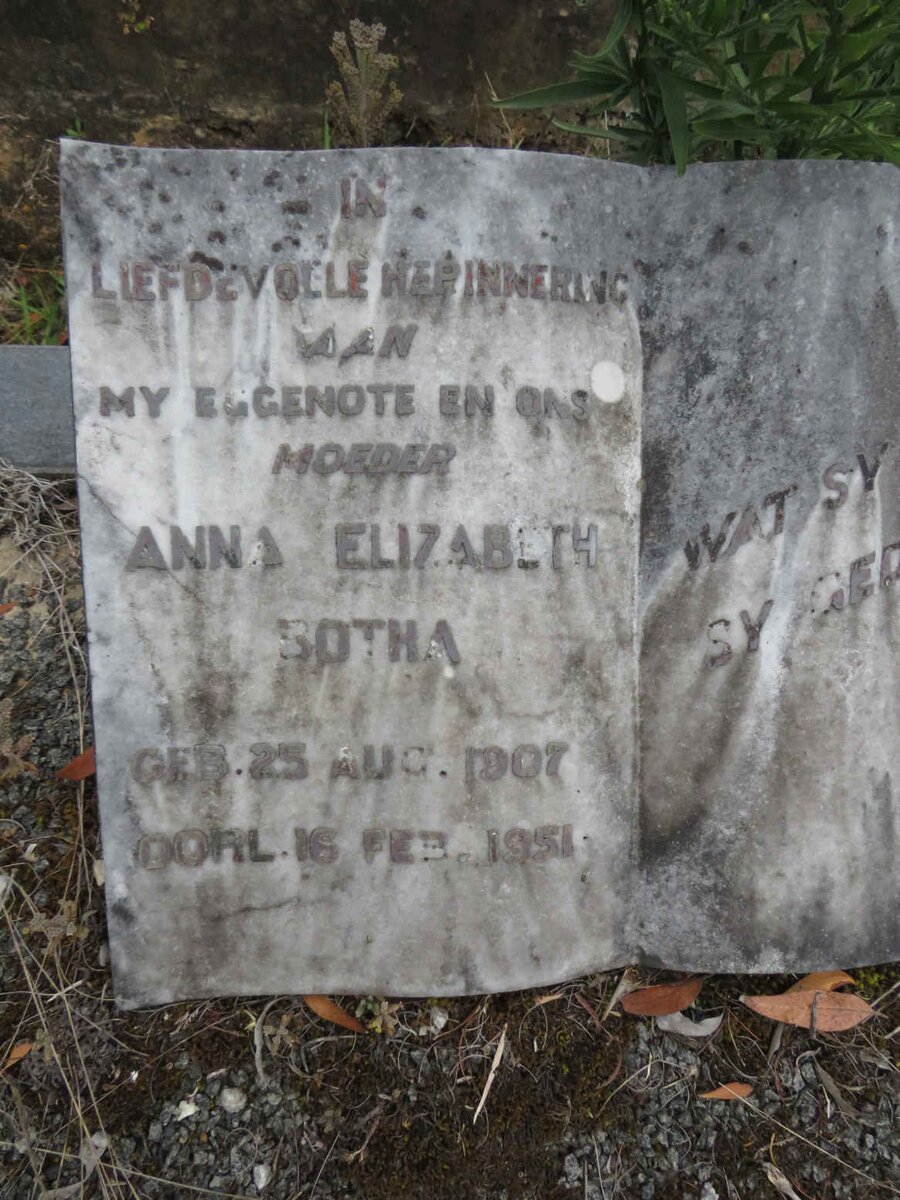 IN
LIEFDEVOLLE HERINNERING
VAN
MY EGGENOTE EN ONS
MOEDER
ANNA ELIZABETH
BOTHA
GEB. 25 AUG. 1907
OORL. 16 FEB. 1951
WAT SY
SY